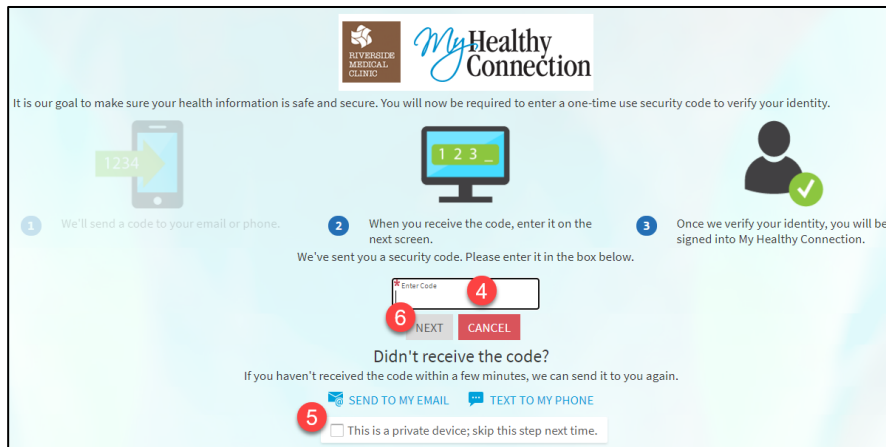 RIVERSIDE
MEDICAL
CLINIC
My Healthy
Connection
It is our goal to make sure your health information is safe and secure. You will now be required to enter a one-time use security code to verify your identity.
1234
1 2 3 _
1 We'll send a code to your email or phone.
2 When you receive the code, enter it on the
next screen.
3 Once we verify your identity, you will be
signed into My Healthy Connection.
We've sent you a security code. Please enter it in the box below.
* Enter Code
4
6
NEXT CANCEL
Didn't receive the code?
If you haven't received the code within a few minutes, we can send it to you again.
SEND TO MY EMAIL TEXT TO MY PHONE
5
This is a private device; skip this step next time.